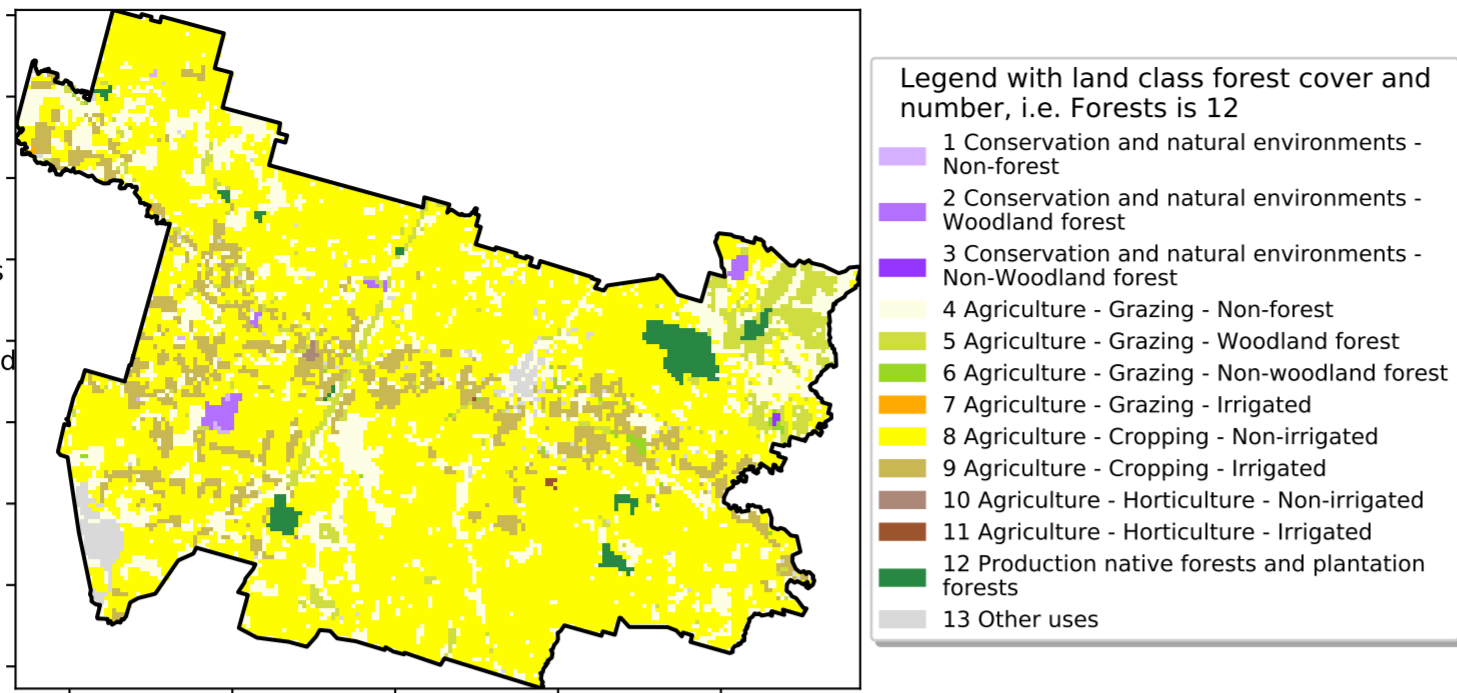 Legend with land class forest cover and
number, i.e. Forests is 12
1 Conservation and natural environments -
Non-forest
2 Conservation and natural environments -
Woodland forest
3 Conservation and natural environments -
Non-Woodland forest
4 Agriculture - Grazing - Non-forest
5 Agriculture - Grazing - Woodland forest
6 Agriculture - Grazing - Non-woodland forest
7 Agriculture - Grazing - Irrigated
8 Agriculture - Cropping - Non-irrigated
9 Agriculture - Cropping - Irrigated
10 Agriculture - Horticulture - Non-irrigated
11 Agriculture - Horticulture - Irrigated
12 Production native forests and plantation
forests
13 Other uses